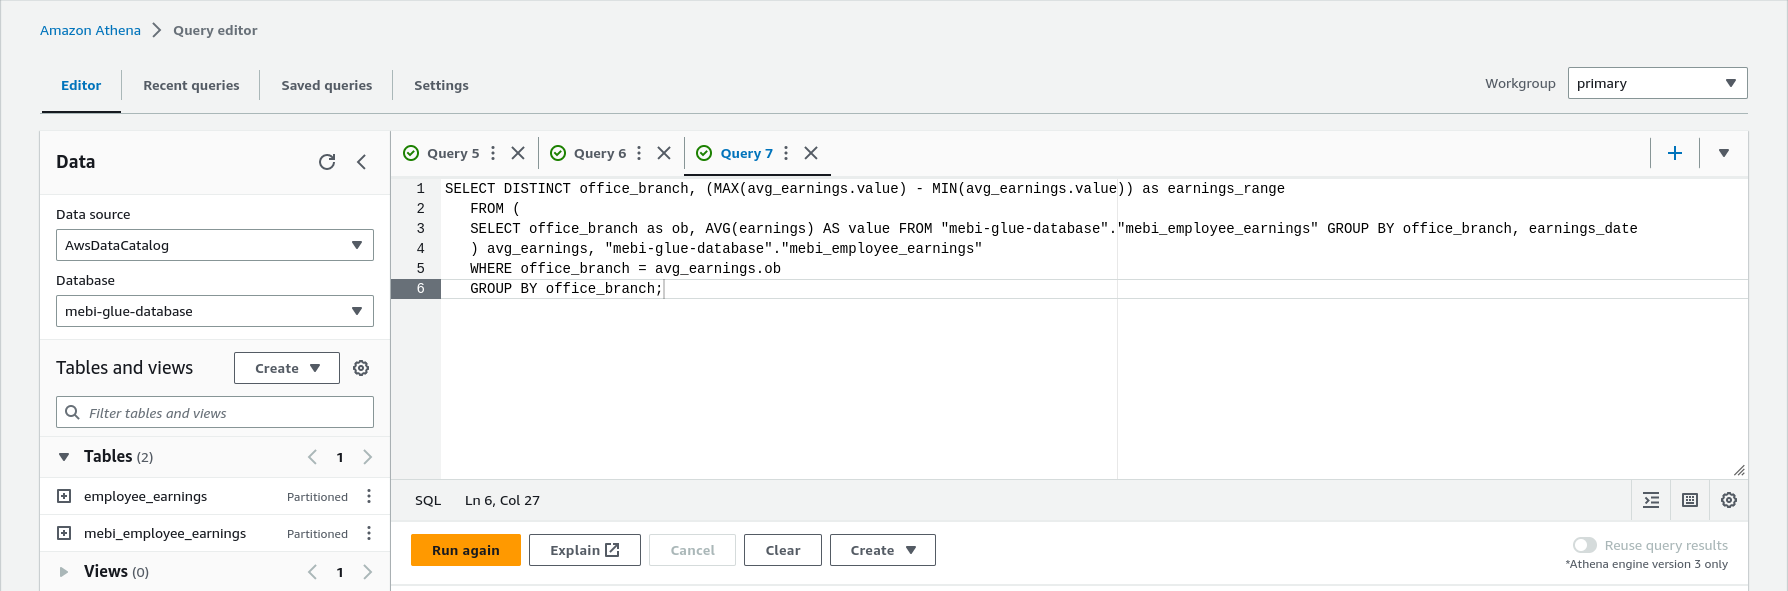 Amazon Athena > Query editor
Editor Recent queries Saved queries Settings
Workgroup primary
Data
Data source
AwsDataCatalog
Database
mebi-glue-database
Tables and views Create
Filter tables and views
Tables (2) 1
employee_earnings Partitioned
mebi_employee_earnings Partitioned
Views (0) 1
Query 5 Query 6 Query 7
1 SELECT DISTINCT office_branch, (MAX(avg_earnings.value) - MIN(avg_earnings.value)) as earnings_range
2 FROM (
3 SELECT office_branch as ob, AVG(earnings) AS value FROM "mebi-glue-database"."mebi_employee_earnings" GROUP BY office_branch, earnings_date
4 ) avg_earnings, "mebi-glue-database"."mebi_employee_earnings"
5 WHERE office_branch = avg_earnings.ob
6 GROUP BY office_branch;
SQL Ln 6, Col 27
Run again Explain Cancel Clear Create
Reuse query results
*Athena engine version 3 only